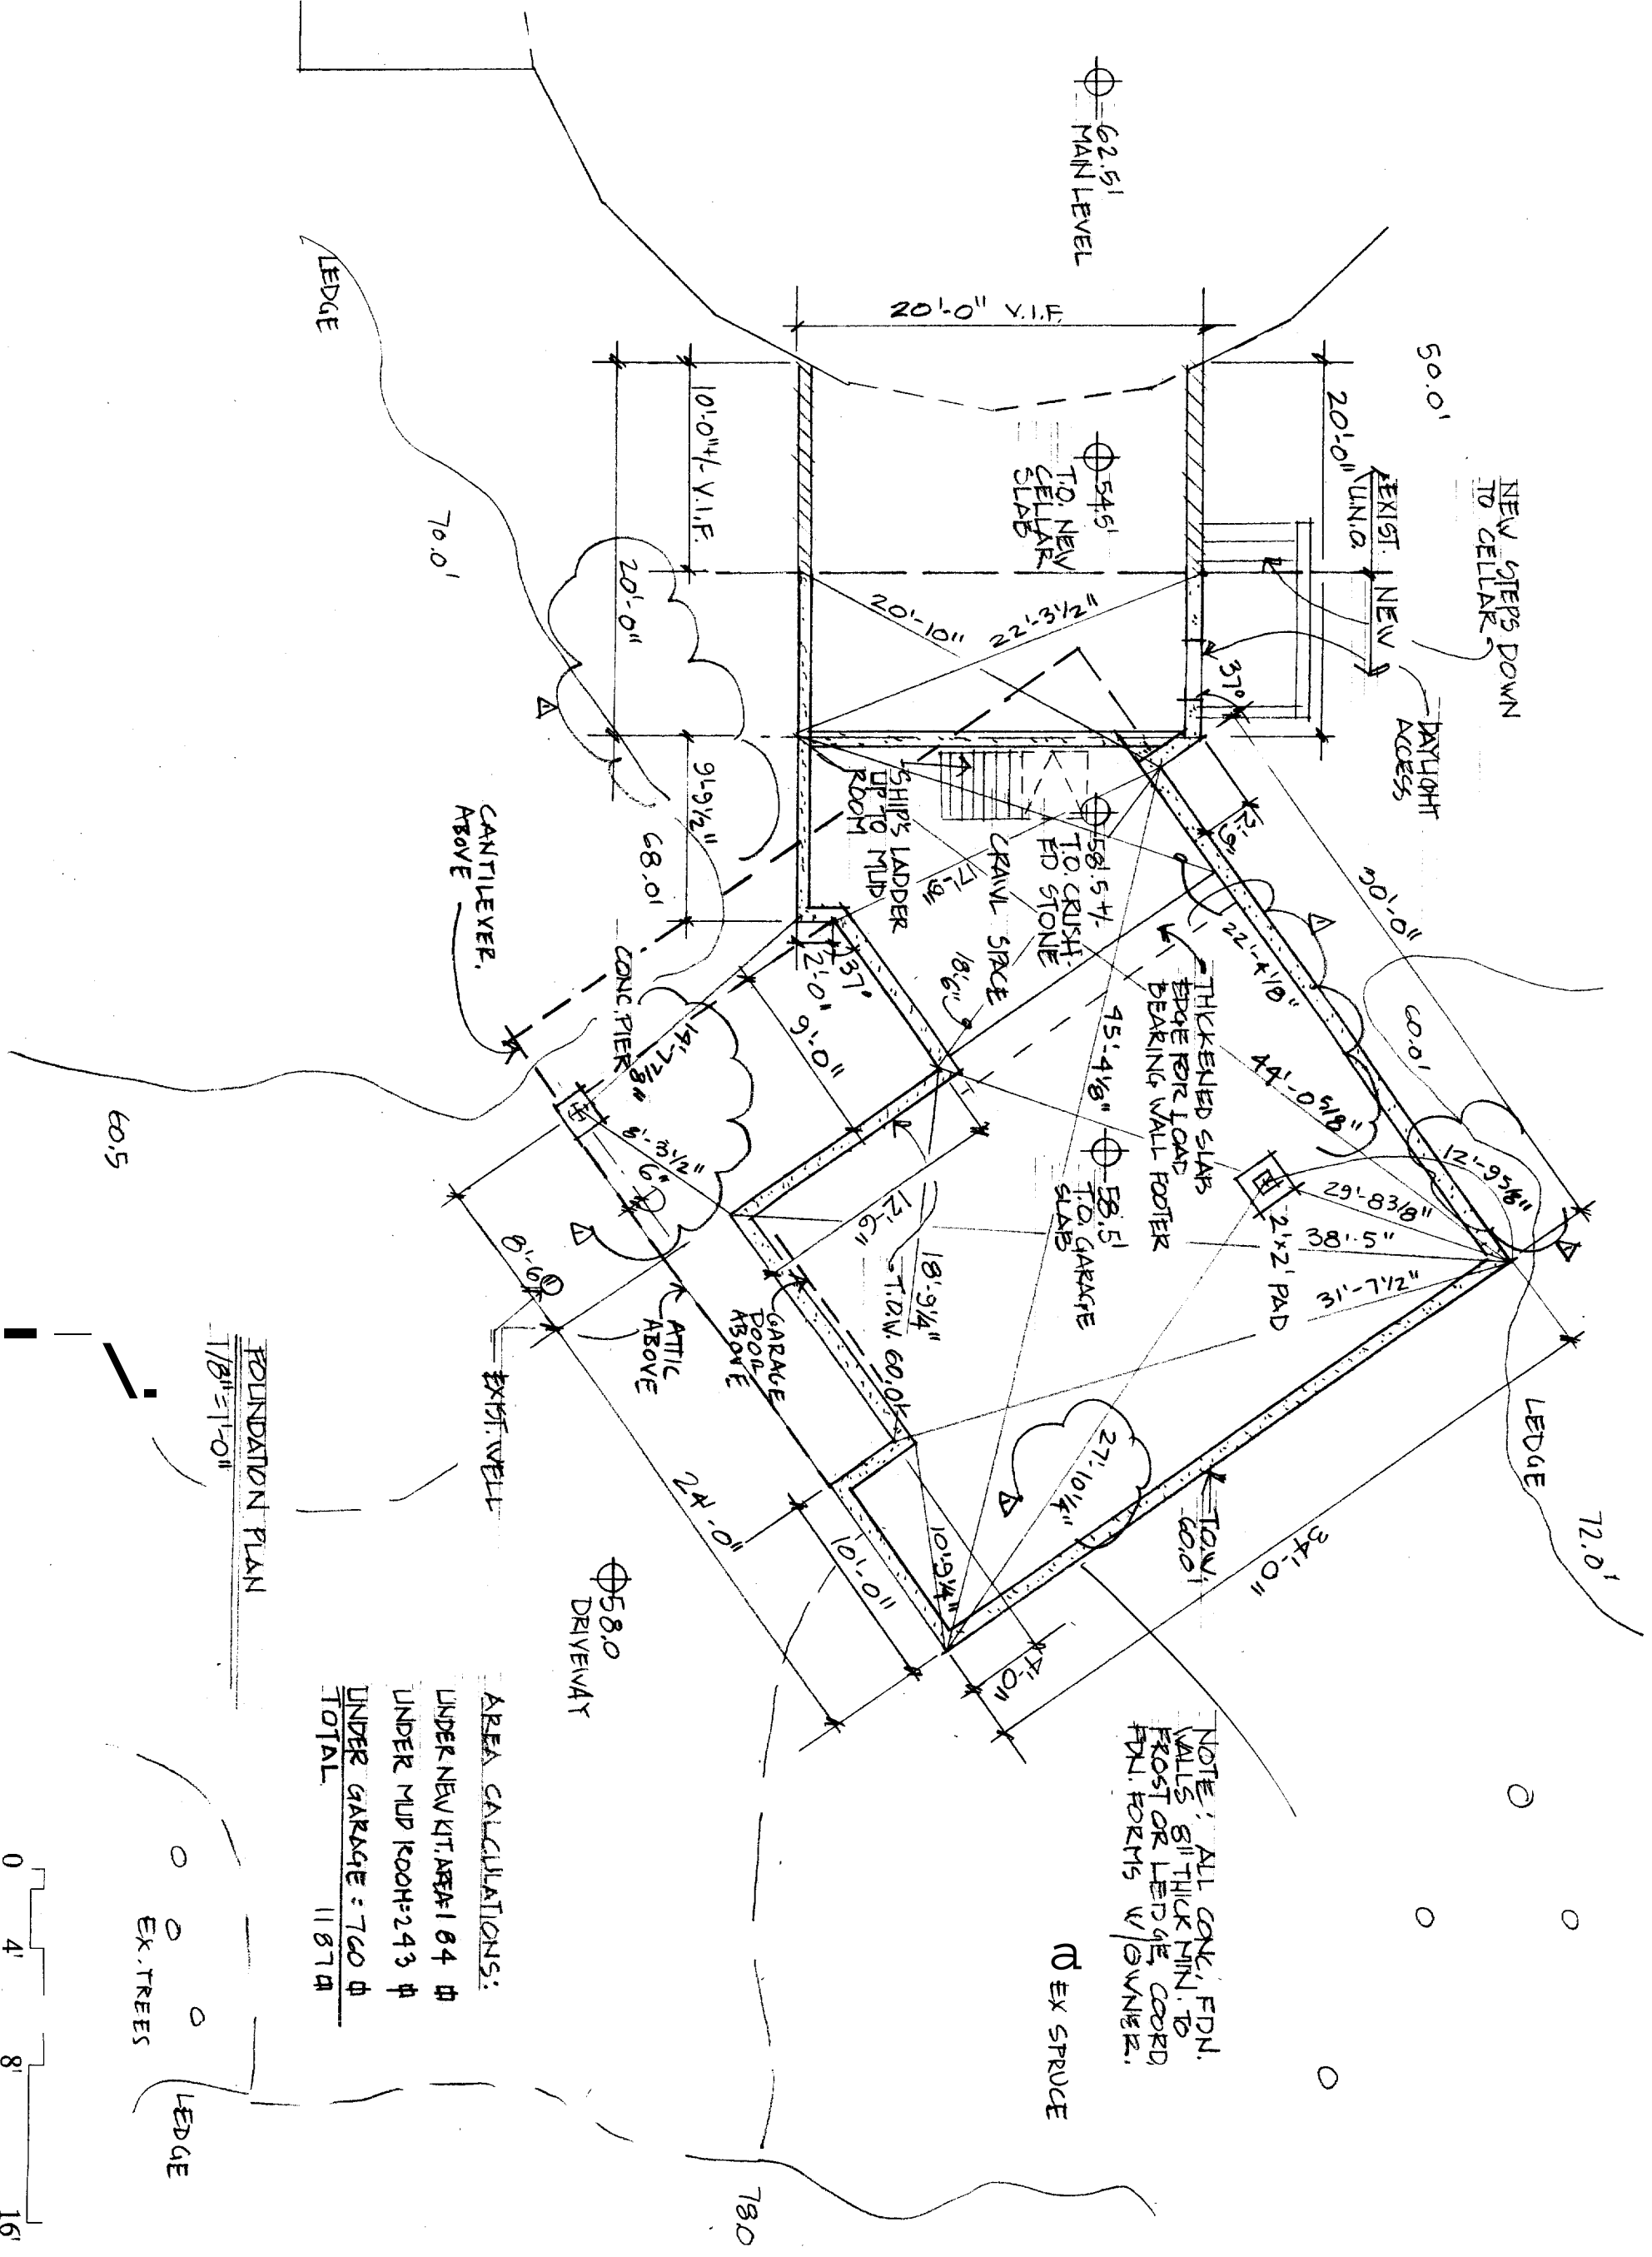 62.5'
MAIN LEVEL
LEDGE
20'-0" V.I.F.
50.0'
20'-0"
NEW STEPS DOWN
TO CELLAR
EXIST. NEW
U.N.O.
DAYLIGHT
ACCESS
54.5'
T.O. NEW
CELLAR
SLAB
10'-0"+/- V.I.F.
20'-0"
70.0'
20'-10"
22'-3 1/2"
37°
9'-9 1/2"
68.0'
CANTILEVER
ABOVE
SHIP'S LADDER
UP TO MUD
ROOM
58.5 +/-
T.O. CRUSH-
ED STONE
CRAWL SPACE
30'-0"
22'-4 1/8"
60.0'
THICKENED SLAB
EDGE FOR LOAD
BEARING WALL FOOTER
18'-6"
45'-4 1/8"
44'-0 5/8"
12'-9 5/8"
29'-8 3/8"
38'-5"
31'-7 1/2"
2'x2' PAD
58.5'
T.O. GARAGE
SLAB
2'-0"
37°
9'-0"
CONC. PIER
14'-7 7/8"
8'-3 1/2"
6"
12'-6"
18'-9 1/4"
T.O.W. 60.0'
GARAGE
DOOR
ABOVE
ATTIC
ABOVE
8'-6"
EXIST. WELL
60.5
24'-0"
10'-0"
10'-9 1/4"
4'-0"
27'-10 1/4"
T.O.W.
60.0'
34'-0"
LEDGE
72.0'
58.0
DRIVEWAY
FOUNDATION PLAN
1/8"=1'-0"
NOTE: ALL CONC. FDN.
WALLS 8" THICK MIN. TO
FROST OR LEDGE, COORD.
FDN. FORMS W/OWNER.
EX SPRUCE
AREA CALCULATIONS:
UNDER NEW KIT. AREA=184
UNDER MUD ROOM=243
UNDER GARAGE=760
TOTAL 1187
EX. TREES
LEDGE
78.0
0 4' 8' 16'